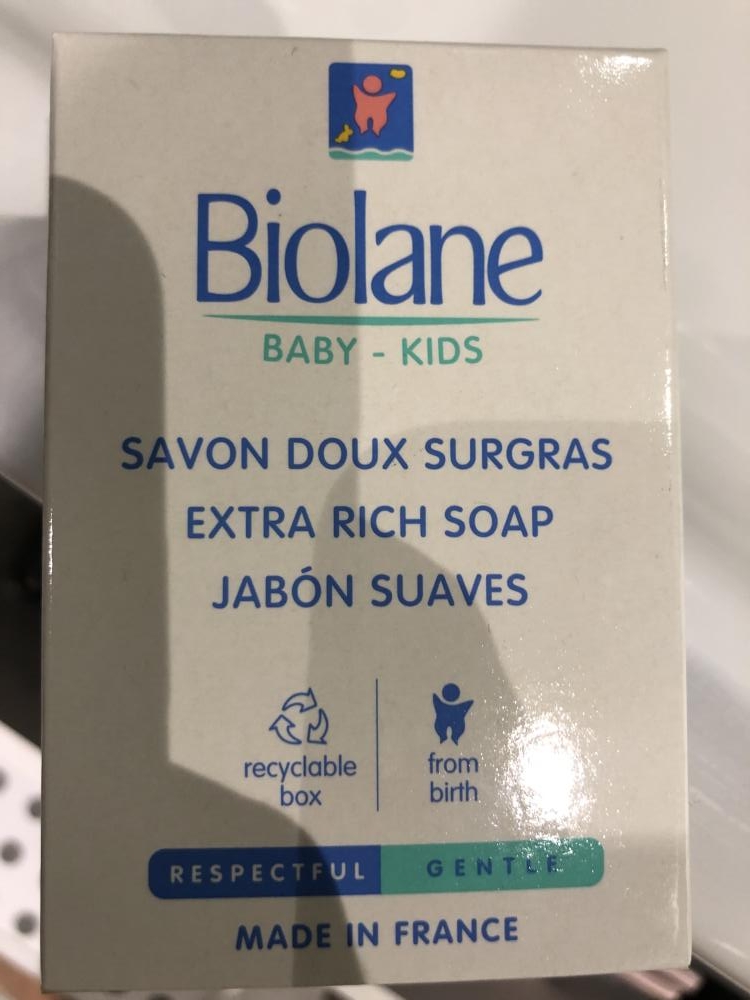 Biolane
BABY - KIDS
SAVON DOUX SURGRAS
EXTRA RICH SOAP
JABÓN SUAVES
recyclable
box
from
birth
RESPECTFUL GENTLE
MADE IN FRANCE